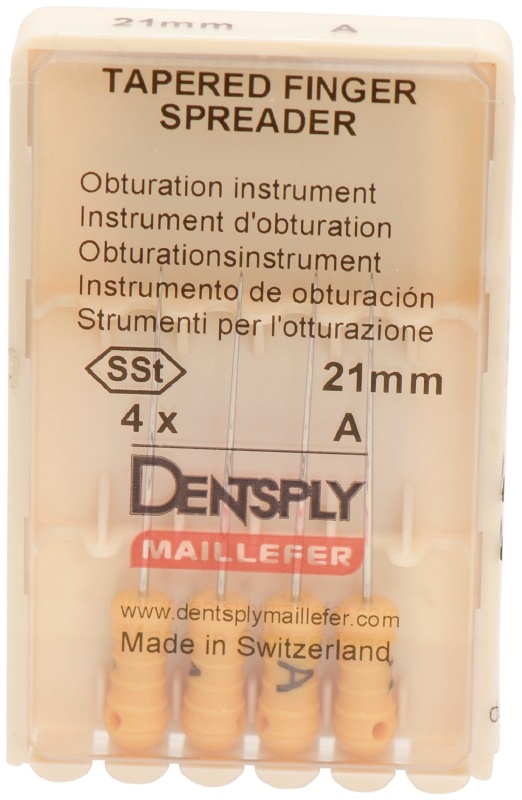 21mm A
TAPERED FINGER
SPREADER
Obturation instrument
Instrument d'obturation
Obturationsinstrument
Instrumento de obturación
Strumenti per l'otturazione
SSt 21mm
4 x A
DENTSPLY
MAILLEFER
www.dentsplymaillefer.com
Made in Switzerland
A